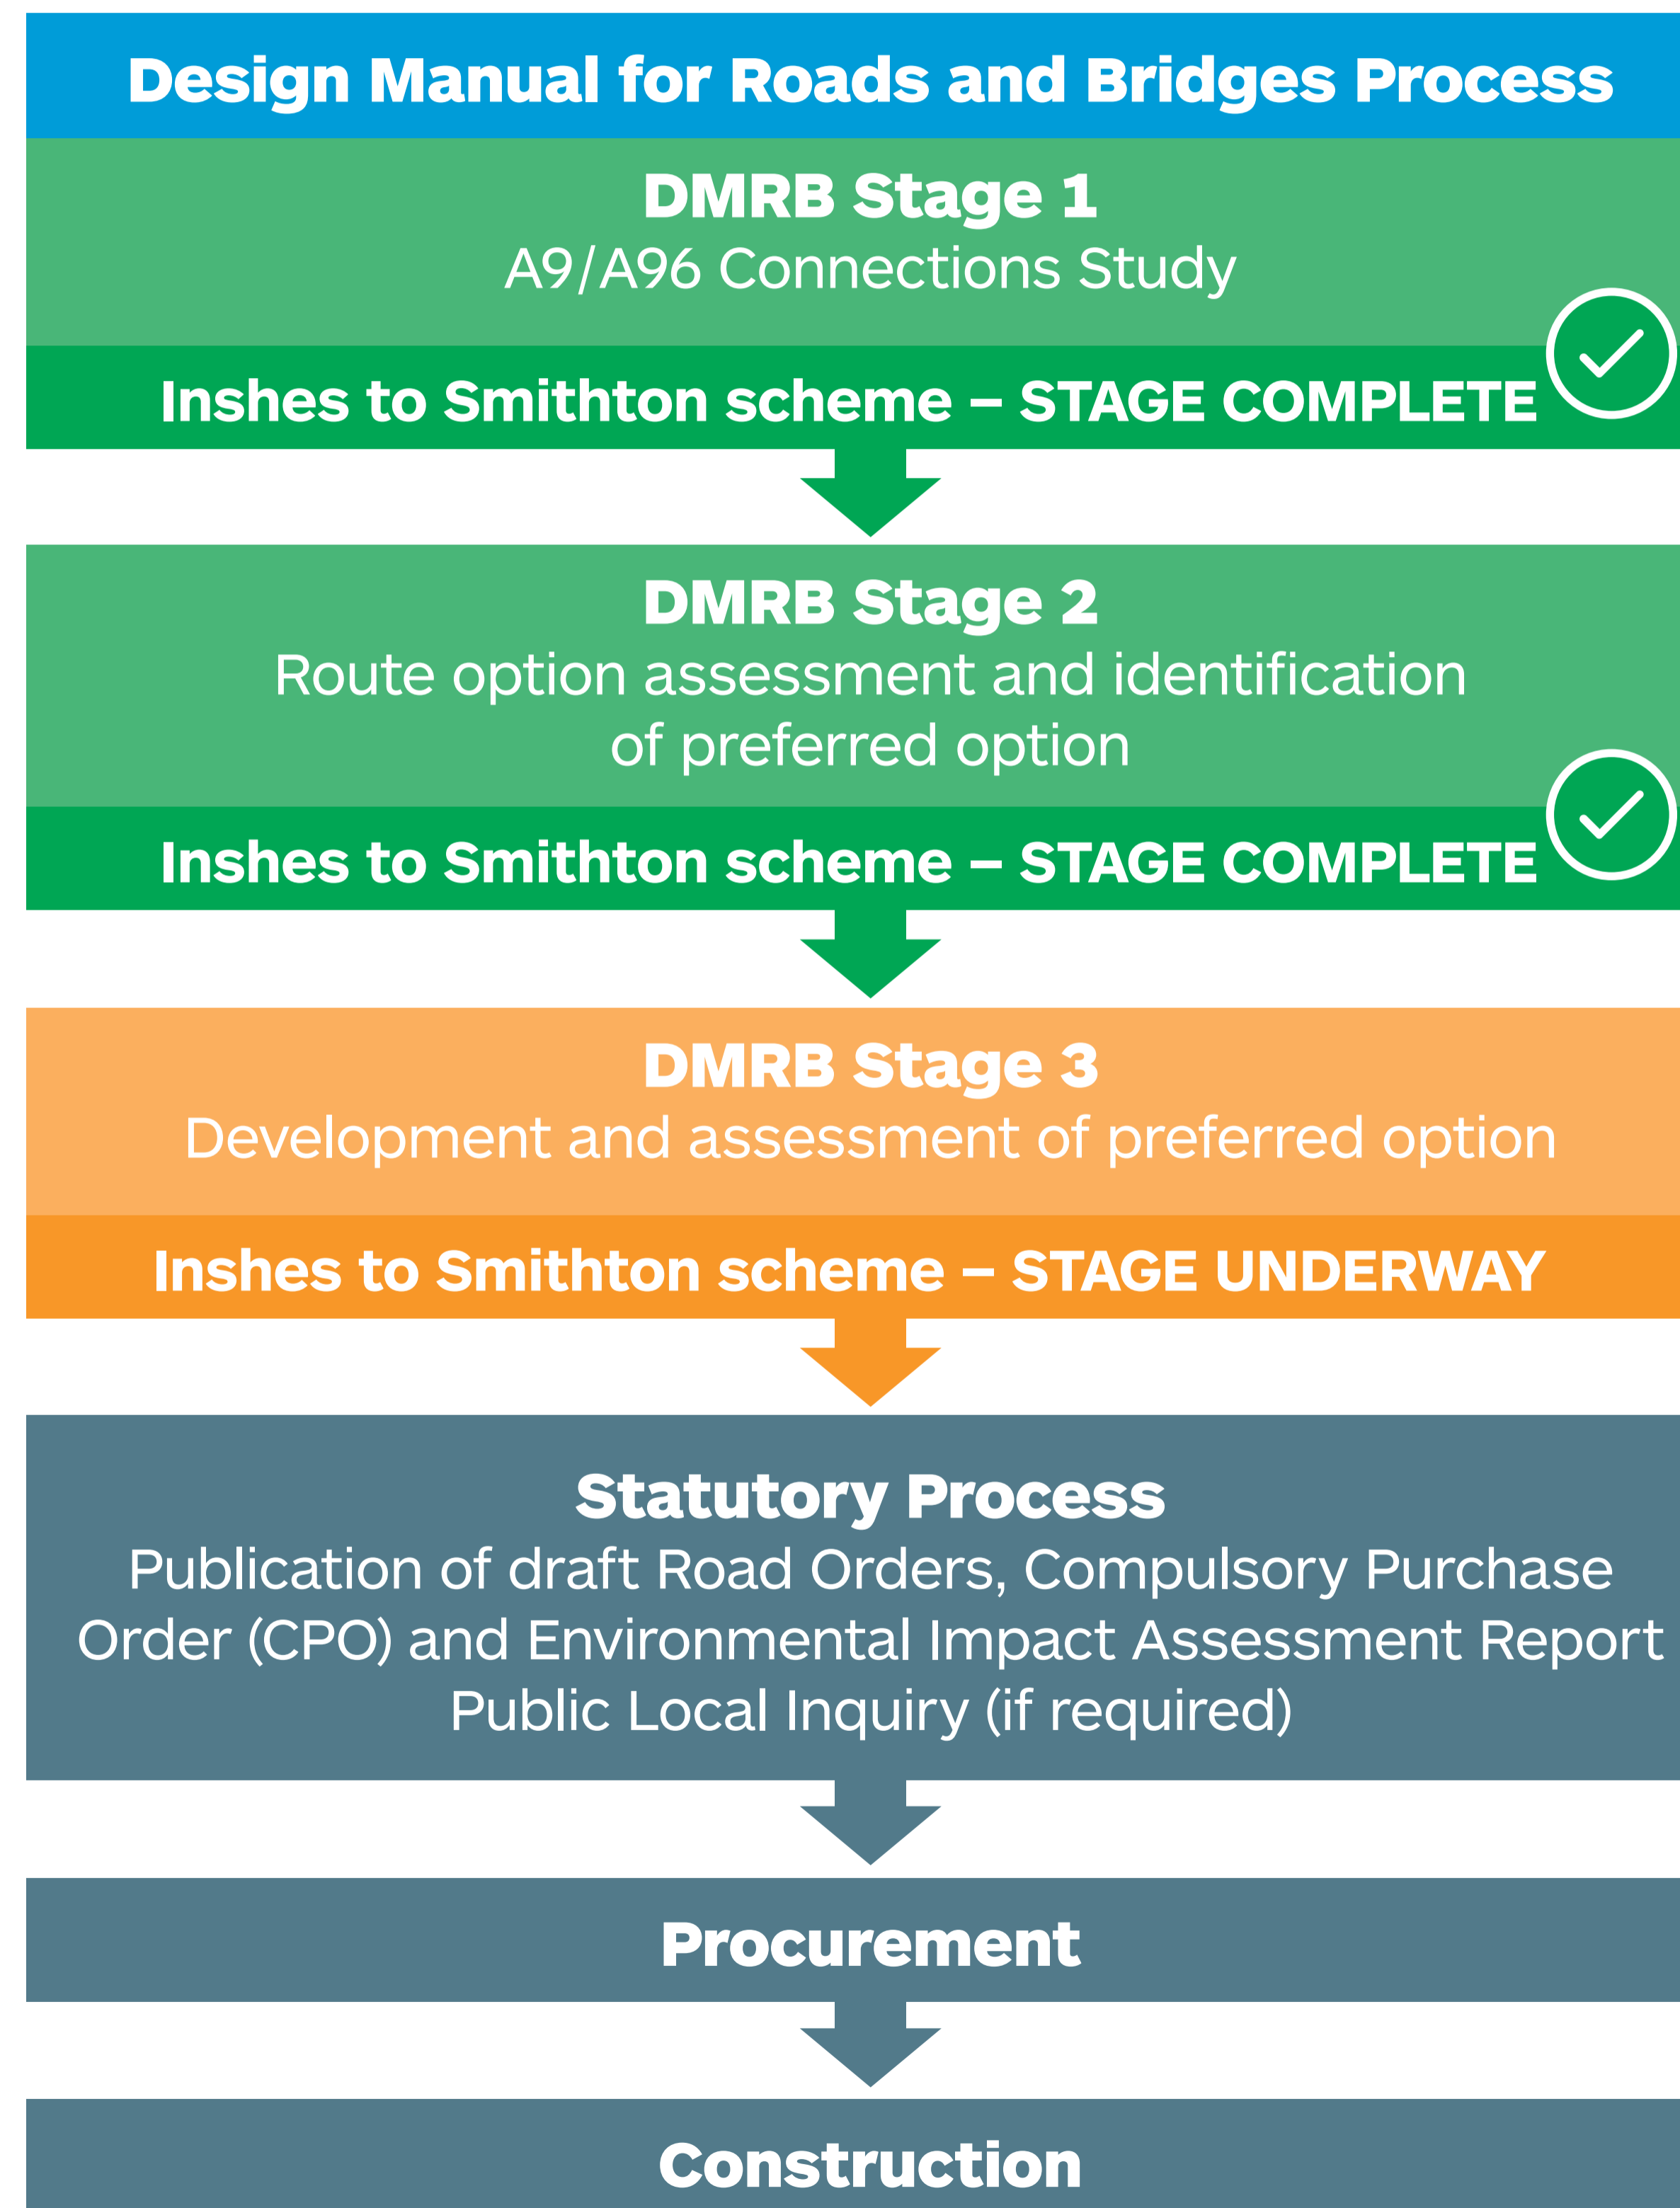 Design Manual for Roads and Bridges Process
DMRB Stage 1
A9/A96 Connections Study
Inshes to Smithton scheme – STAGE COMPLETE
DMRB Stage 2
Route option assessment and identification
of preferred option
Inshes to Smithton scheme – STAGE COMPLETE
DMRB Stage 3
Development and assessment of preferred option
Inshes to Smithton scheme – STAGE UNDERWAY
Statutory Process
Publication of draft Road Orders, Compulsory Purchase
Order (CPO) and Environmental Impact Assessment Report
Public Local Inquiry (if required)
Procurement
Construction